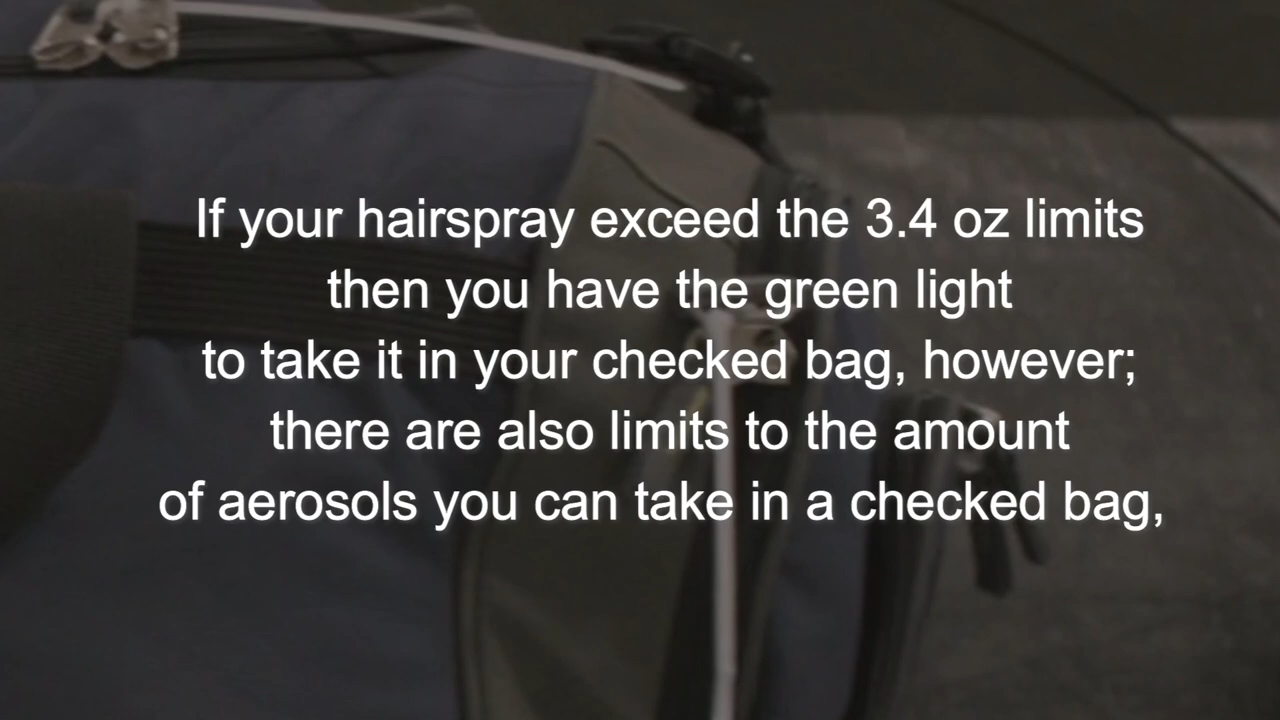 If your hairspray exceed the 3.4 oz limits
then you have the green light
to take it in your checked bag, however;
there are also limits to the amount
of aerosols you can take in a checked bag,